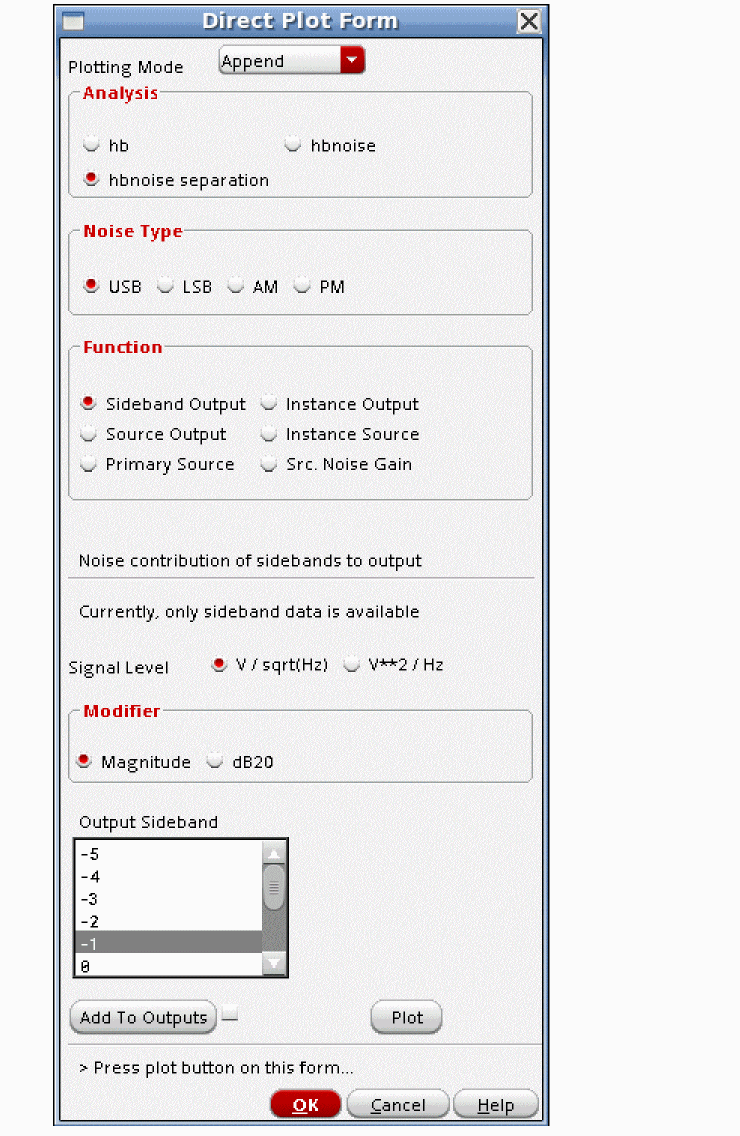 Direct Plot Form
Plotting Mode Append
Analysis
hb hbnoise
hbnoise separation
Noise Type
USB LSB AM PM
Function
Sideband Output Instance Output
Source Output Instance Source
Primary Source Src. Noise Gain
Noise contribution of sidebands to output
Currently, only sideband data is available
Signal Level V / sqrt(Hz) V**2 / Hz
Modifier
Magnitude dB20
Output Sideband
-5
-4
-3
-2
-1
0
Add To Outputs Plot
> Press plot button on this form...
OK Cancel Help